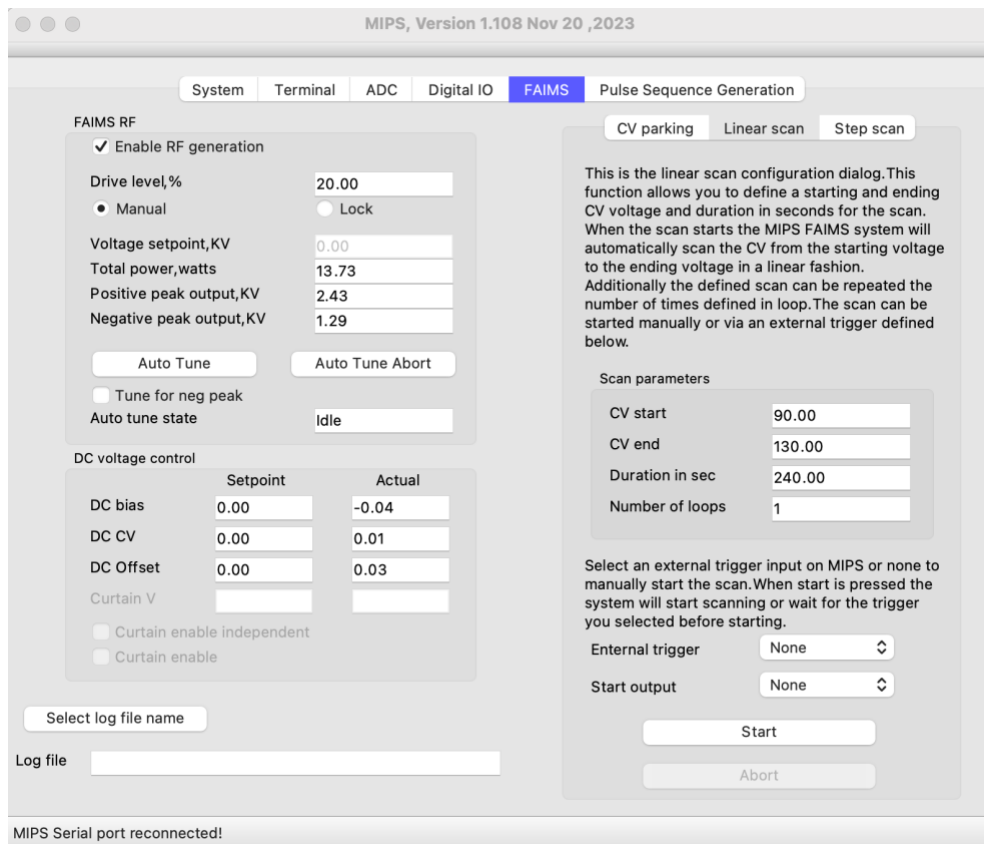 MIPS, Version 1.108 Nov 20 ,2023
System Terminal ADC Digital IO FAIMS Pulse Sequence Generation
FAIMS RF
Enable RF generation
Drive level,% 20.00
Manual Lock
Voltage setpoint,KV 0.00
Total power,watts 13.73
Positive peak output,KV 2.43
Negative peak output,KV 1.29
Auto Tune Auto Tune Abort
Tune for neg peak
Auto tune state Idle
DC voltage control
Setpoint Actual
DC bias 0.00 -0.04
DC CV 0.00 0.01
DC Offset 0.00 0.03
Curtain V
Curtain enable independent
Curtain enable
Select log file name
Log file
CV parking Linear scan Step scan
This is the linear scan configuration dialog.This
function allows you to define a starting and ending
CV voltage and duration in seconds for the scan.
When the scan starts the MIPS FAIMS system will
automatically scan the CV from the starting voltage
to the ending voltage in a linear fashion.
Additionally the defined scan can be repeated the
number of times defined in loop.The scan can be
started manually or via an external trigger defined
below.
Scan parameters
CV start 90.00
CV end 130.00
Duration in sec 240.00
Number of loops 1
Select an external trigger input on MIPS or none to
manually start the scan.When start is pressed the
system will start scanning or wait for the trigger
you selected before starting.
External trigger None
Start output None
Start
Abort
MIPS Serial port reconnected!